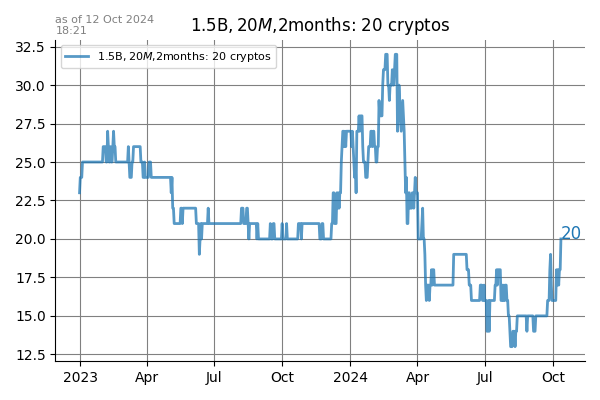 as of 12 Oct 2024
18:21
1.5B, 20M,2months: 20 cryptos
1.5B, 20M,2months: 20 cryptos
32.5
30.0
27.5
25.0
22.5
20.0
17.5
15.0
12.5
20
2023
Apr
Jul
Oct
2024
Apr
Jul
Oct